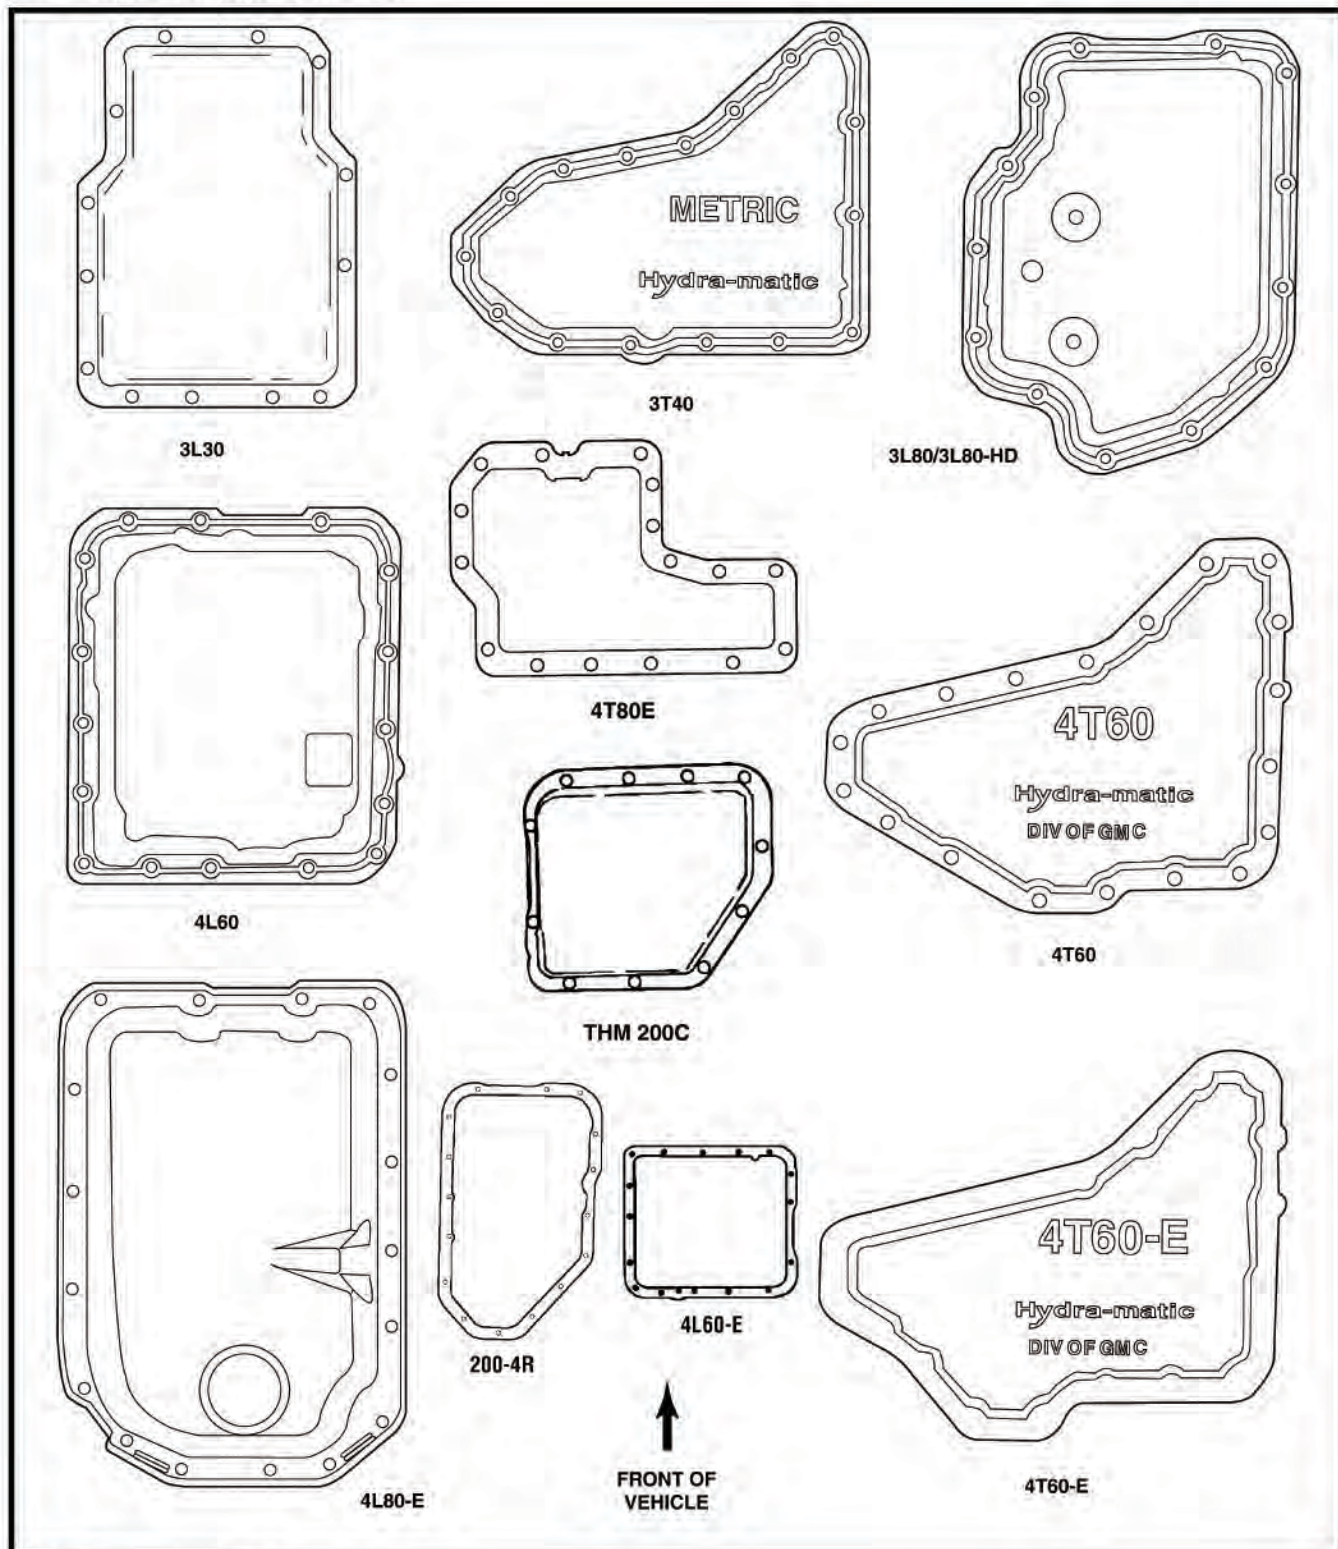 METRIC
Hydra-matic
3L30
3T40
3L80/3L80-HD
4T80E
4T60
Hydra-matic
DIV OF GMC
4L60
4T60
THM 200C
4T60-E
Hydra-matic
DIV OF GMC
200-4R
4L60-E
4L80-E
FRONT OF
VEHICLE
4T60-E